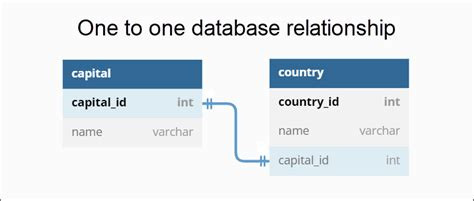 One to one database relationship
capital
capital_id int
name varchar
country
country_id int
name varchar
capital_id int